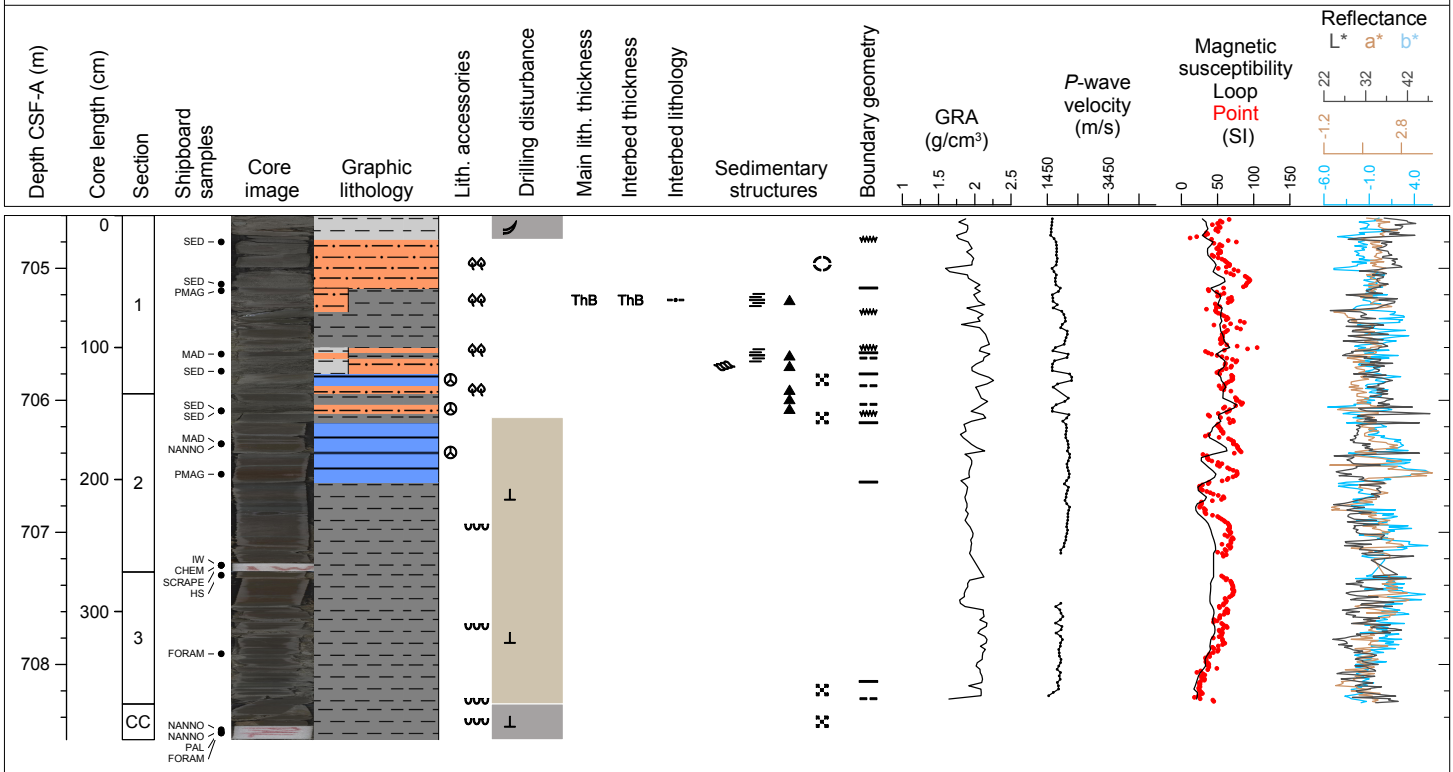 Depth CSF-A (m)
Core length (cm)
Section
Shipboard
samples
Core
image
Graphic
lithology
Lith. accessories
Drilling disturbance
Main lith. thickness
Interbed thickness
Interbed lithology
Sedimentary
structures
Boundary geometry
GRA
(g/cm³)
1 1.5 2 2.5
P-wave
velocity
(m/s)
1450 3450
Magnetic
susceptibility
Loop
Point
(SI)
0 50 100 150
Reflectance
L* a* b*
22 32 42
-1.2 2.8
-6.0 -1.0 4.0
705
706
707
708
0
100
200
300
1
2
3
CC
SED
SED
PMAG
MAD
SED
SED
SED
MAD
NANNO
PMAG
IW
CHEM
SCRAPE
HS
FORAM
NANNO
NANNO
PAL
FORAM
ThB ThB